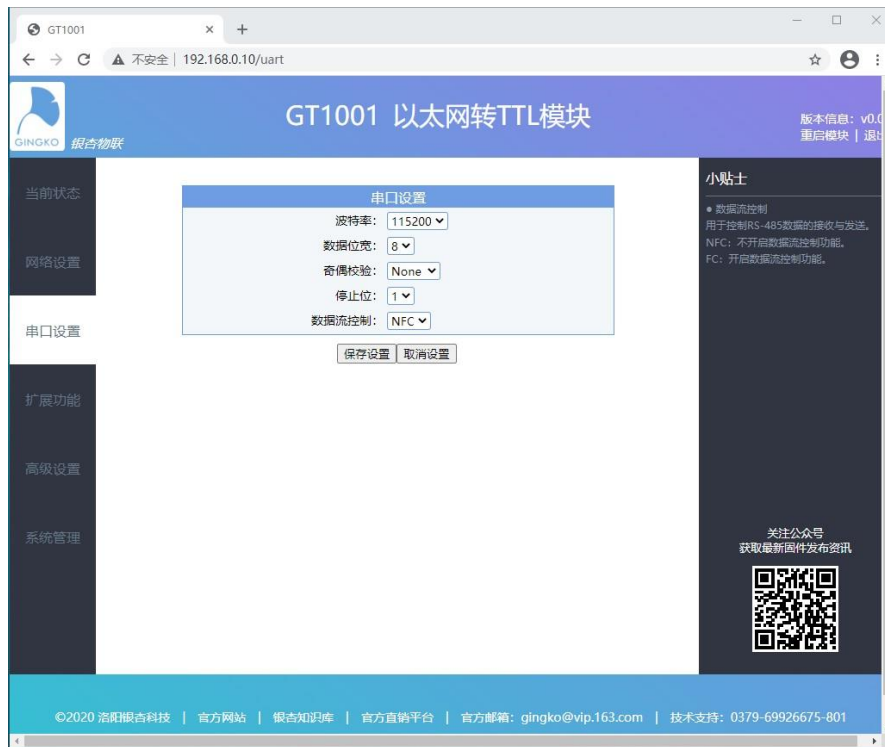 GT1001
不安全 | 192.168.0.10/uart
GINGKO 银杏物联
GT1001 以太网转TTL模块
版本信息：v0.0
重启模块 | 退出
当前状态
网络设置
串口设置
扩展功能
高级设置
系统管理
串口设置
波特率： 115200
数据位宽： 8
奇偶校验： None
停止位： 1
数据流控制： NFC
保存设置 取消设置
小贴士
● 数据流控制
用于控制RS-485数据的接收与发送。
NFC：不开启数据流控制功能。
FC：开启数据流控制功能。
关注公众号
获取最新固件发布资讯
©2020 洛阳银杏科技 | 官方网站 | 银杏知识库 | 官方直销平台 | 官方邮箱：gingko@vip.163.com | 技术支持：0379-69926675-801